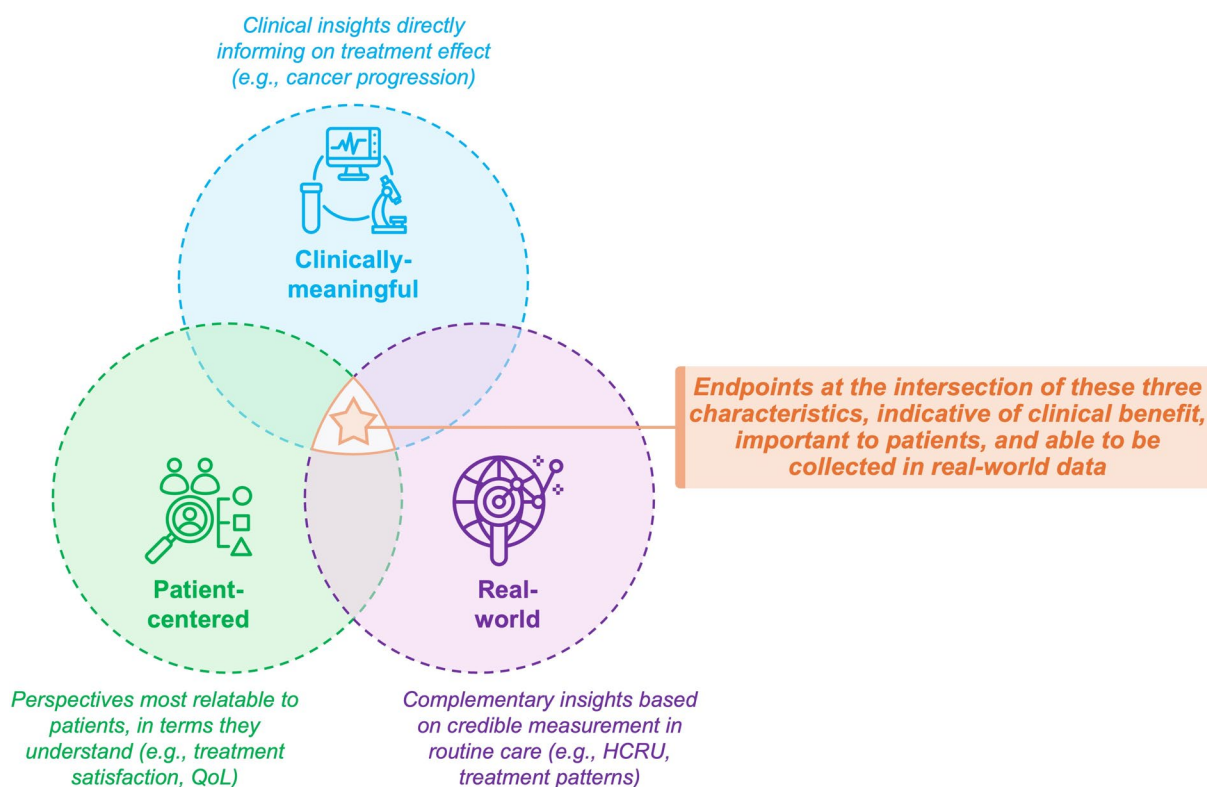 Clinical insights directly
informing on treatment effect
(e.g., cancer progression)
Clinically-
meaningful
Endpoints at the intersection of these three
characteristics, indicative of clinical benefit,
important to patients, and able to be
collected in real-world data
Patient-
centered
Real-
world
Perspectives most relatable to
patients, in terms they
understand (e.g., treatment
satisfaction, QoL)
Complementary insights based
on credible measurement in
routine care (e.g., HCRU,
treatment patterns)